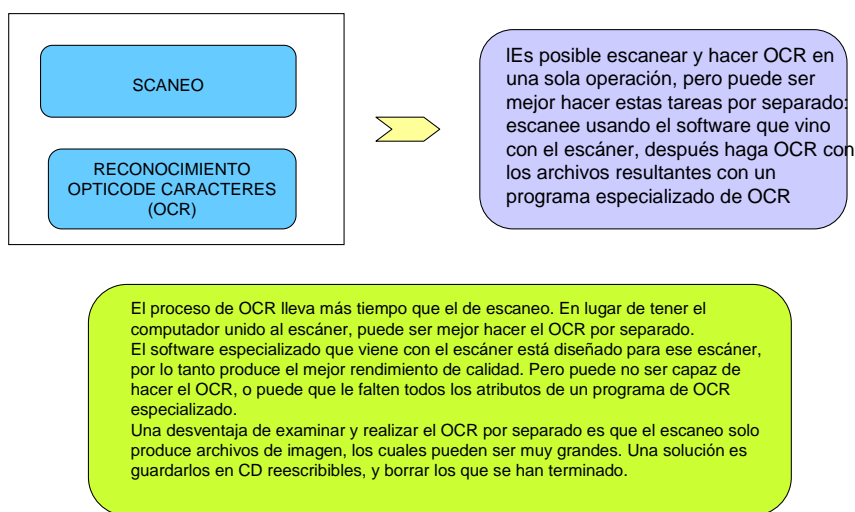 SCANEO
RECONOCIMIENTO
OPTICODE CARACTERES
(OCR)
lEs posible escanear y hacer OCR en
una sola operación, pero puede ser
mejor hacer estas tareas por separado:
escanee usando el software que vino
con el escáner, después haga OCR con
los archivos resultantes con un
programa especializado de OCR
El proceso de OCR lleva más tiempo que el de escaneo. En lugar de tener el
computador unido al escáner, puede ser mejor hacer el OCR por separado.
El software especializado que viene con el escáner está diseñado para ese escáner,
por lo tanto produce el mejor rendimiento de calidad. Pero puede no ser capaz de
hacer el OCR, o puede que le falten todos los atributos de un programa de OCR
especializado.
Una desventaja de examinar y realizar el OCR por separado es que el escaneo solo
produce archivos de imagen, los cuales pueden ser muy grandes. Una solución es
guardarlos en CD reescribibles, y borrar los que se han terminado.